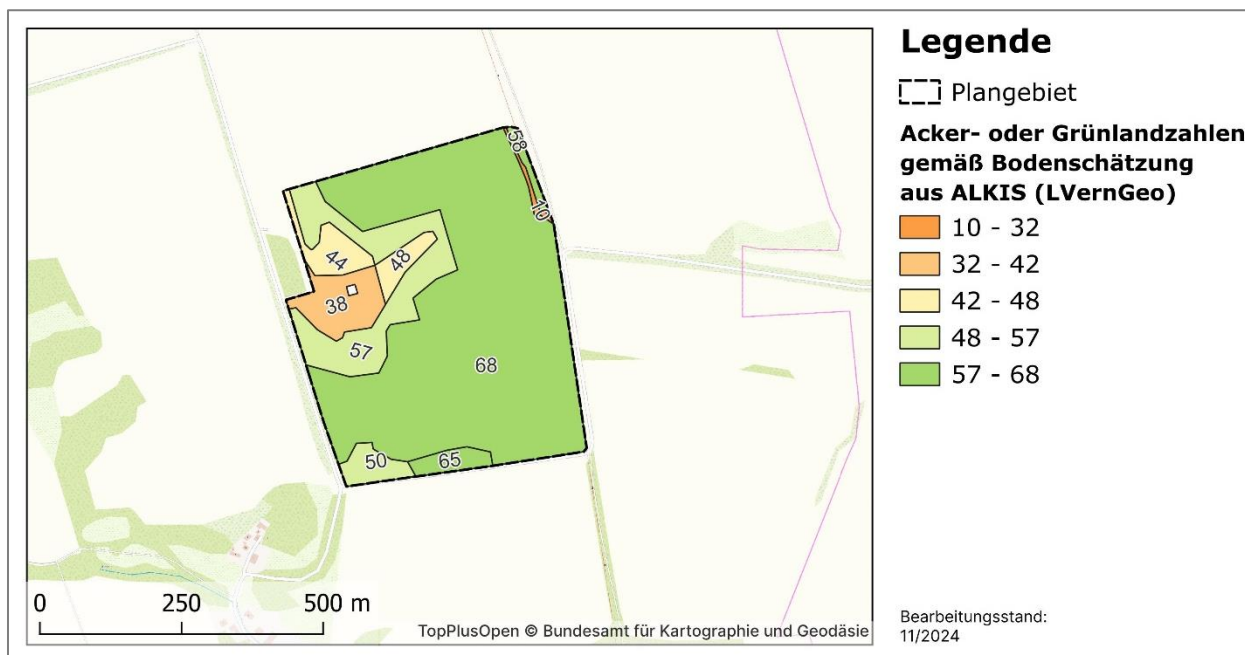 Legende
Plangebiet
Acker- oder Grünlandzahlen
gemäß Bodenschätzung
aus ALKIS (LVernGeo)
10 - 32
32 - 42
42 - 48
48 - 57
57 - 68
58
10
44
48
38
57
68
50
65
0 250 500 m
TopPlusOpen © Bundesamt für Kartographie und Geodäsie
Bearbeitungsstand:
11/2024